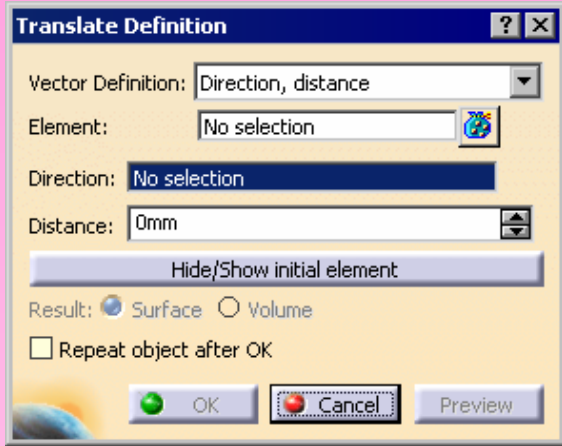 Translate Definition
Vector Definition: Direction, distance
Element: No selection
Direction: No selection
Distance: 0mm
Hide/Show initial element
Result: Surface Volume
Repeat object after OK
OK Cancel Preview